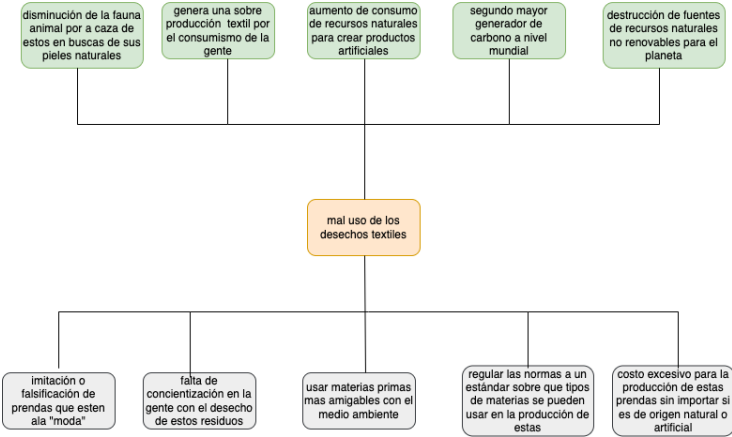 disminución de la fauna
animal por a caza de
estos en buscas de sus
pieles naturales
genera una sobre
producción textil por
el consumismo de la
gente
aumento de consumo
de recursos naturales
para crear productos
artificiales
segundo mayor
generador de
carbono a nivel
mundial
destrucción de fuentes
de recursos naturales
no renovables para el
planeta
mal uso de los
desechos textiles
imitación o
falsificación de
prendas que esten
ala "moda"
falta de
concientización en la
gente con el desecho
de estos residuos
usar materias primas
mas amigables con el
medio ambiente
regular las normas a un
estándar sobre que tipos
de materias se pueden
usar en la producción de
estas
costo excesivo para la
producción de estas
prendas sin importar si
es de origen natural o
artificial